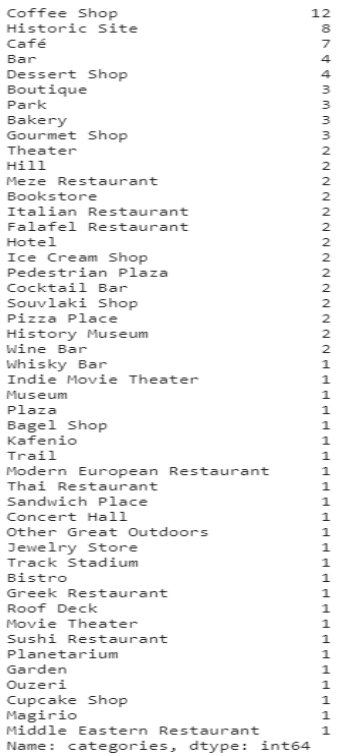 Coffee Shop 12
Historic Site 8
Café 7
Bar 4
Dessert Shop 4
Boutique 3
Park 3
Bakery 3
Gourmet Shop 3
Theater 2
Hill 2
Meze Restaurant 2
Bookstore 2
Italian Restaurant 2
Falafel Restaurant 2
Hotel 2
Ice Cream Shop 2
Pedestrian Plaza 2
Cocktail Bar 2
Souvlaki Shop 2
Pizza Place 2
History Museum 2
Wine Bar 2
Whisky Bar 1
Indie Movie Theater 1
Museum 1
Plaza 1
Bagel Shop 1
Kafenio 1
Trail 1
Modern European Restaurant 1
Thai Restaurant 1
Sandwich Place 1
Concert Hall 1
Other Great Outdoors 1
Jewelry Store 1
Track Stadium 1
Bistro 1
Greek Restaurant 1
Roof Deck 1
Movie Theater 1
Sushi Restaurant 1
Planetarium 1
Garden 1
Ouzeri 1
Cupcake Shop 1
Magirio 1
Middle Eastern Restaurant 1
Name: categories, dtype: int64